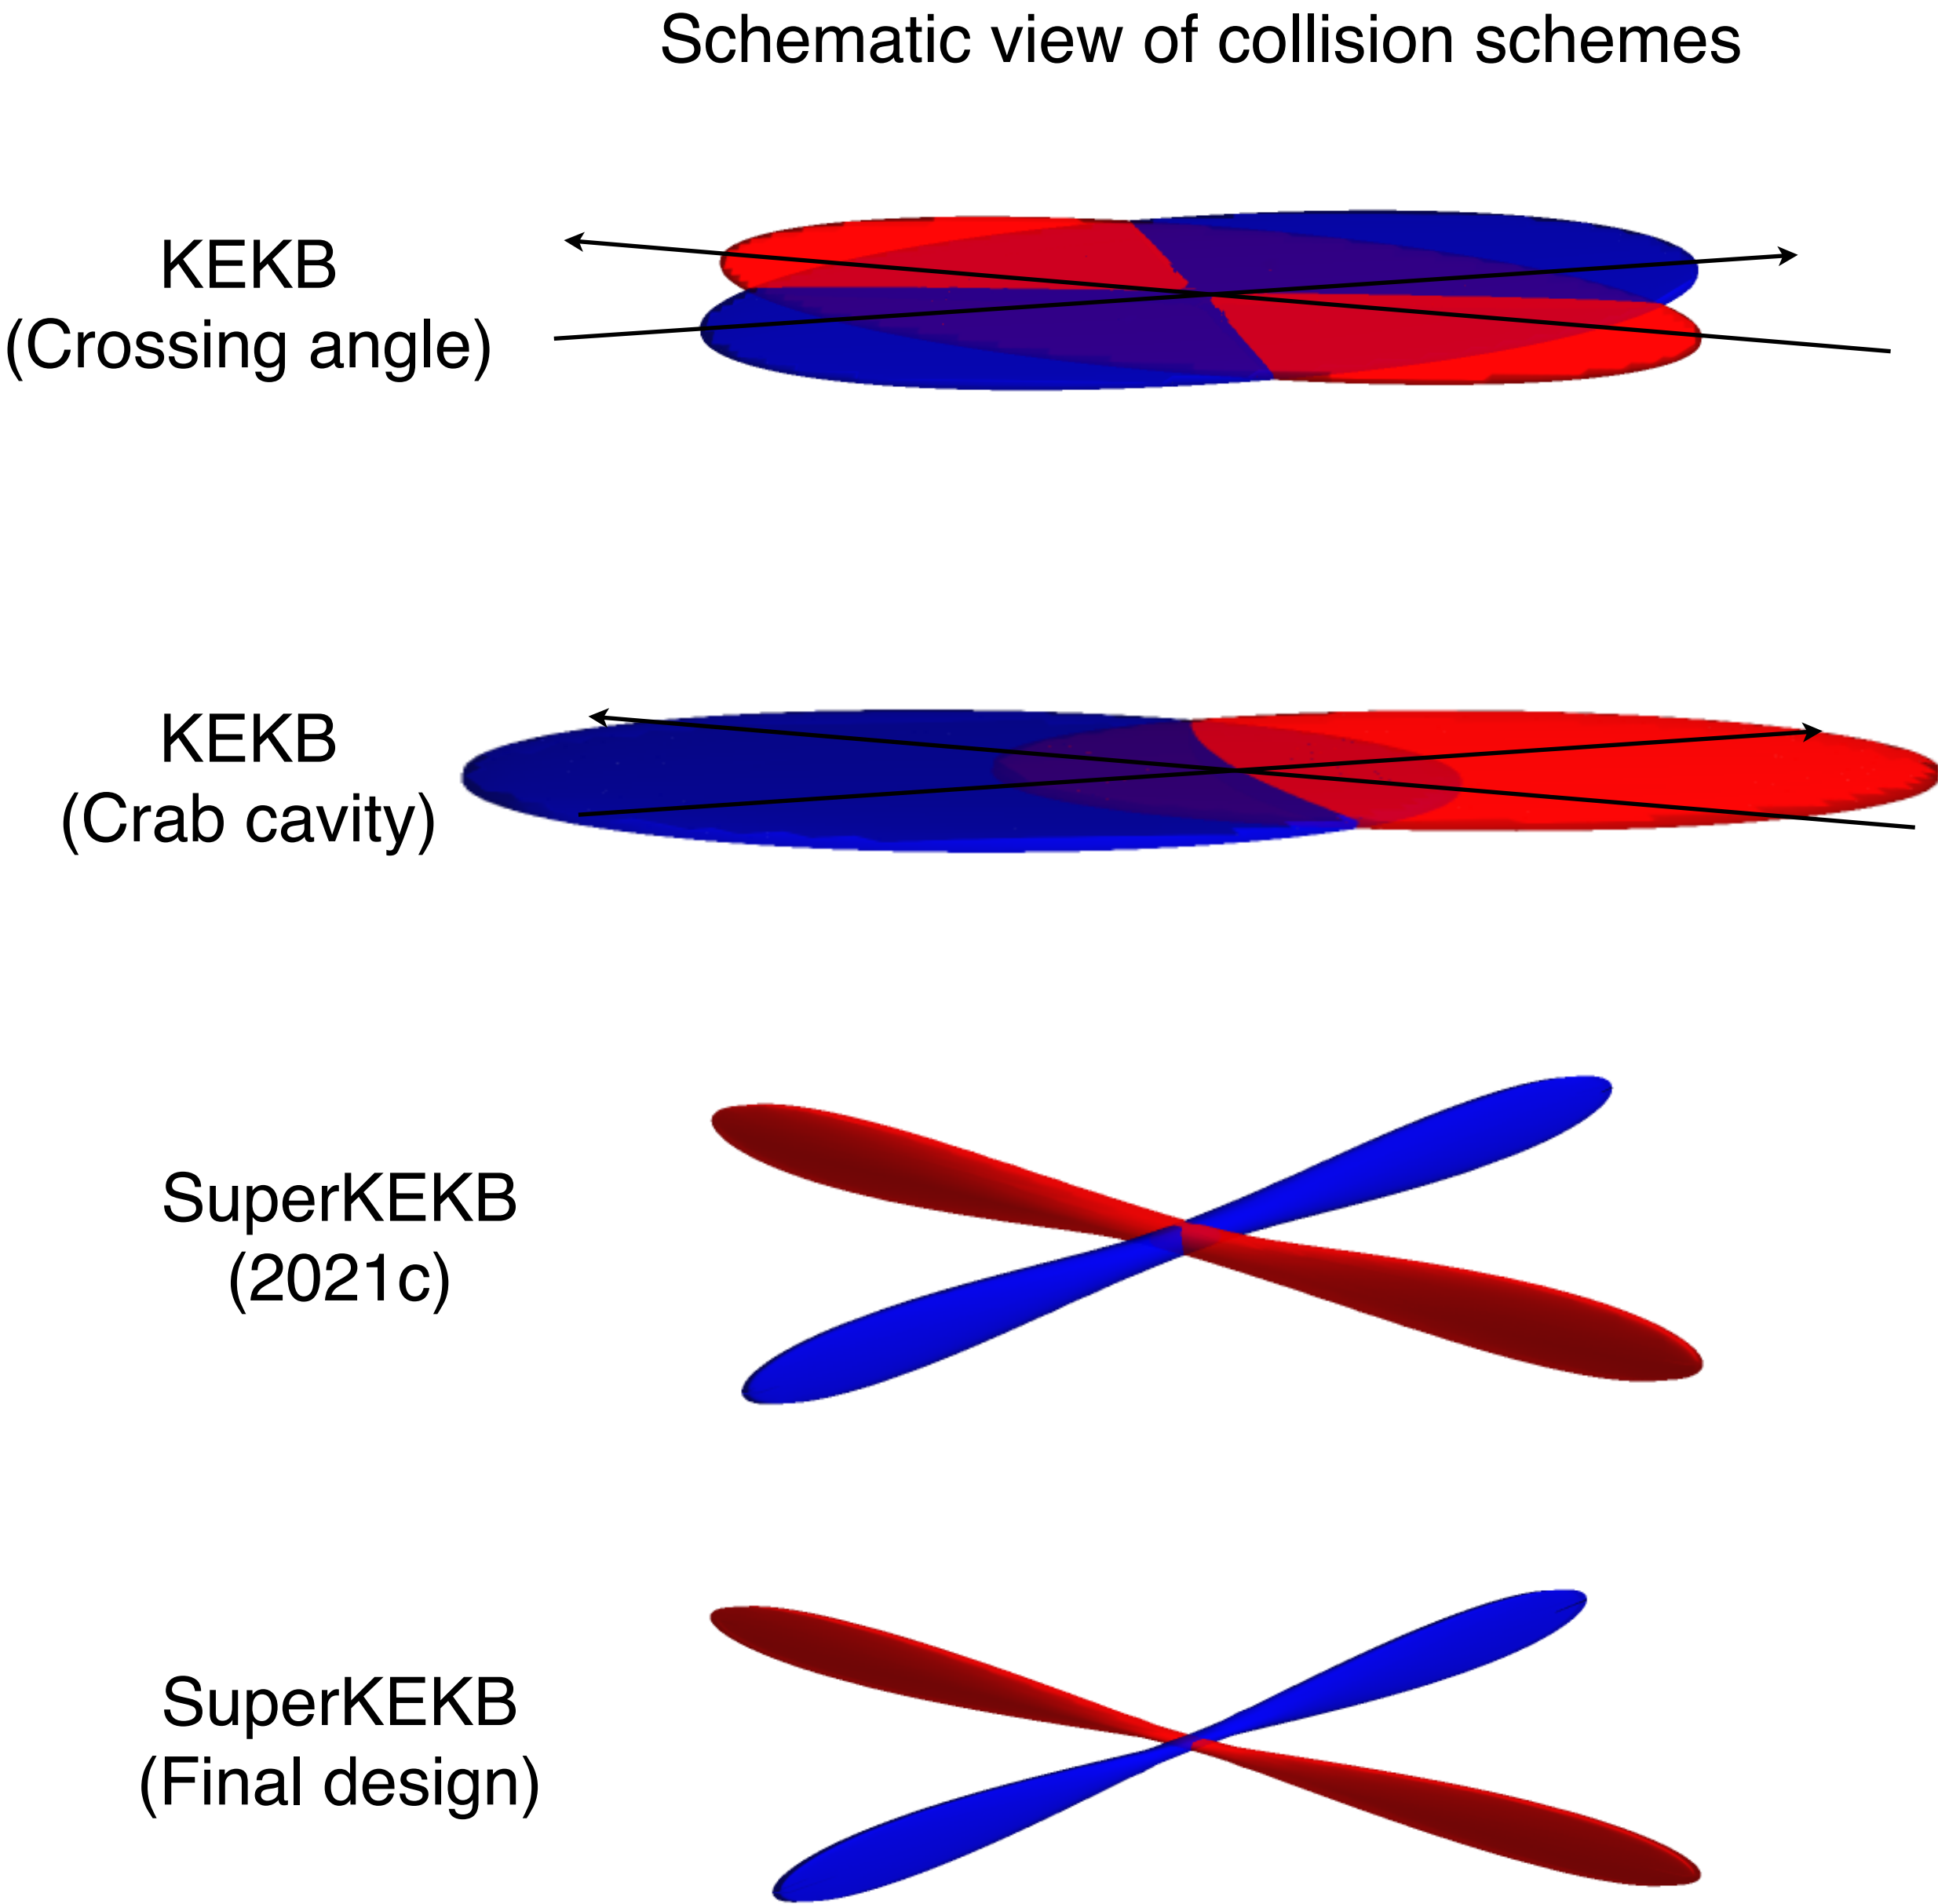 Schematic view of collision schemes
KEKB
(Crossing angle)
KEKB
(Crab cavity)
SuperKEKB
(2021c)
SuperKEKB
(Final design)